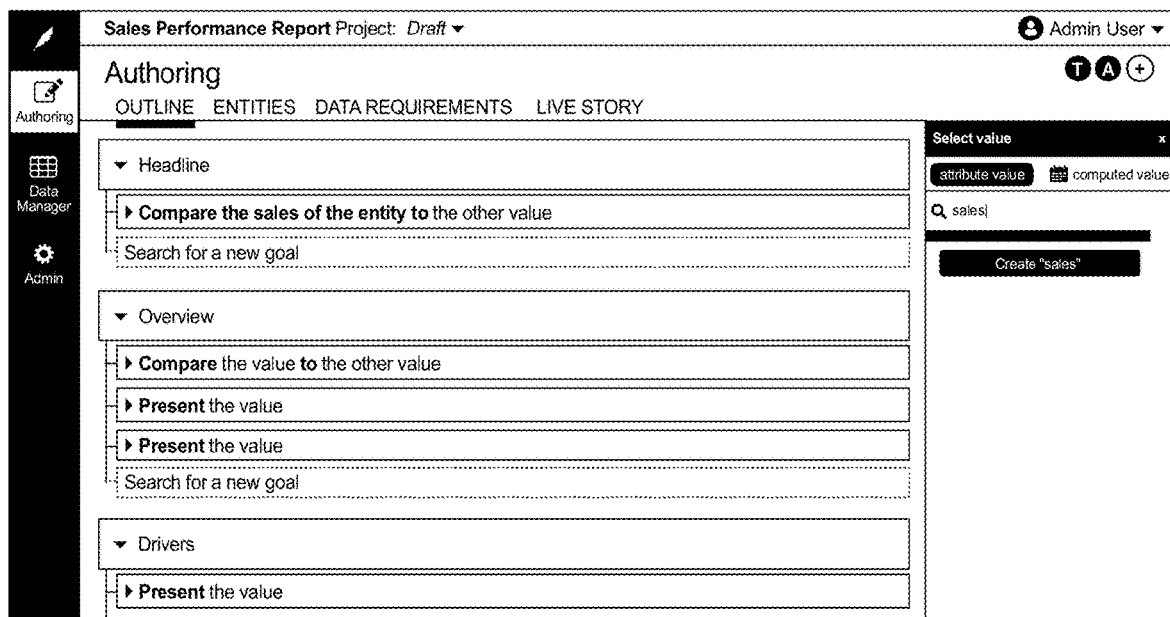 Sales Performance Report Project: Draft
Admin User
Authoring
T A +
OUTLINE ENTITIES DATA REQUIREMENTS LIVE STORY
Authoring
Data
Manager
Admin
Headline
Compare the sales of the entity to the other value
Search for a new goal
Overview
Compare the value to the other value
Present the value
Present the value
Search for a new goal
Drivers
Present the value
Select value x
attribute value computed value
sales
Create "sales"